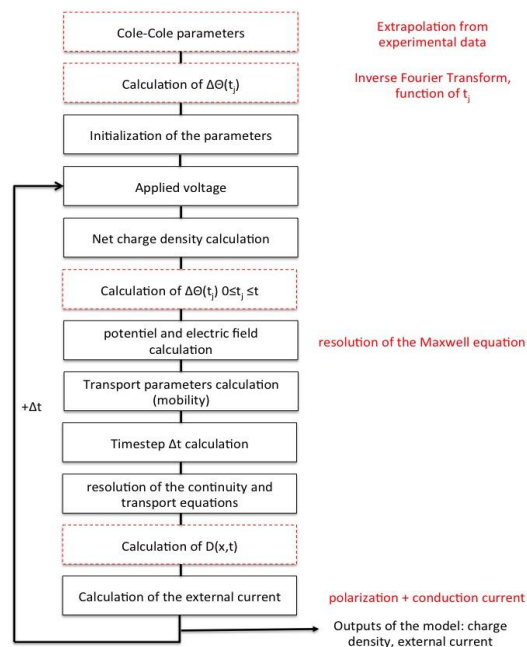 Cole-Cole parameters
Extrapolation from
experimental data
Calculation of ΔΘ(tj)
Inverse Fourier Transform,
function of tj
Initialization of the parameters
Applied voltage
Net charge density calculation
Calculation of ΔΘ(tj) 0≤tj ≤t
potentiel and electric field
calculation
resolution of the Maxwell equation
Transport parameters calculation
(mobility)
+Δt
Timestep Δt calculation
resolution of the continuity and
transport equations
Calculation of D(x,t)
Calculation of the external current
polarization + conduction current
Outputs of the model: charge
density, external current